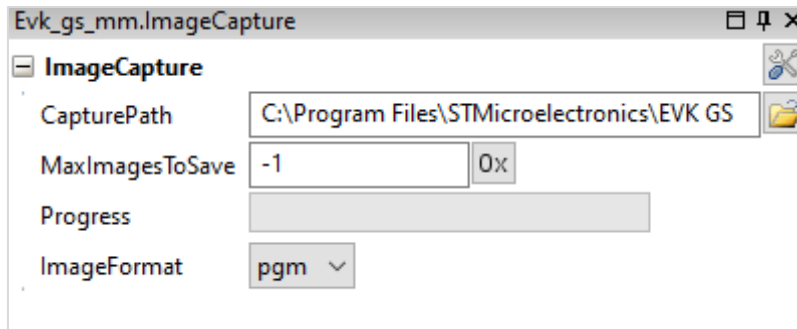 Evk_gs_mm.ImageCapture
ImageCapture
CapturePath C:\Program Files\STMicroelectronics\EVK GS
MaxImagesToSave -1 0x
Progress
ImageFormat pgm